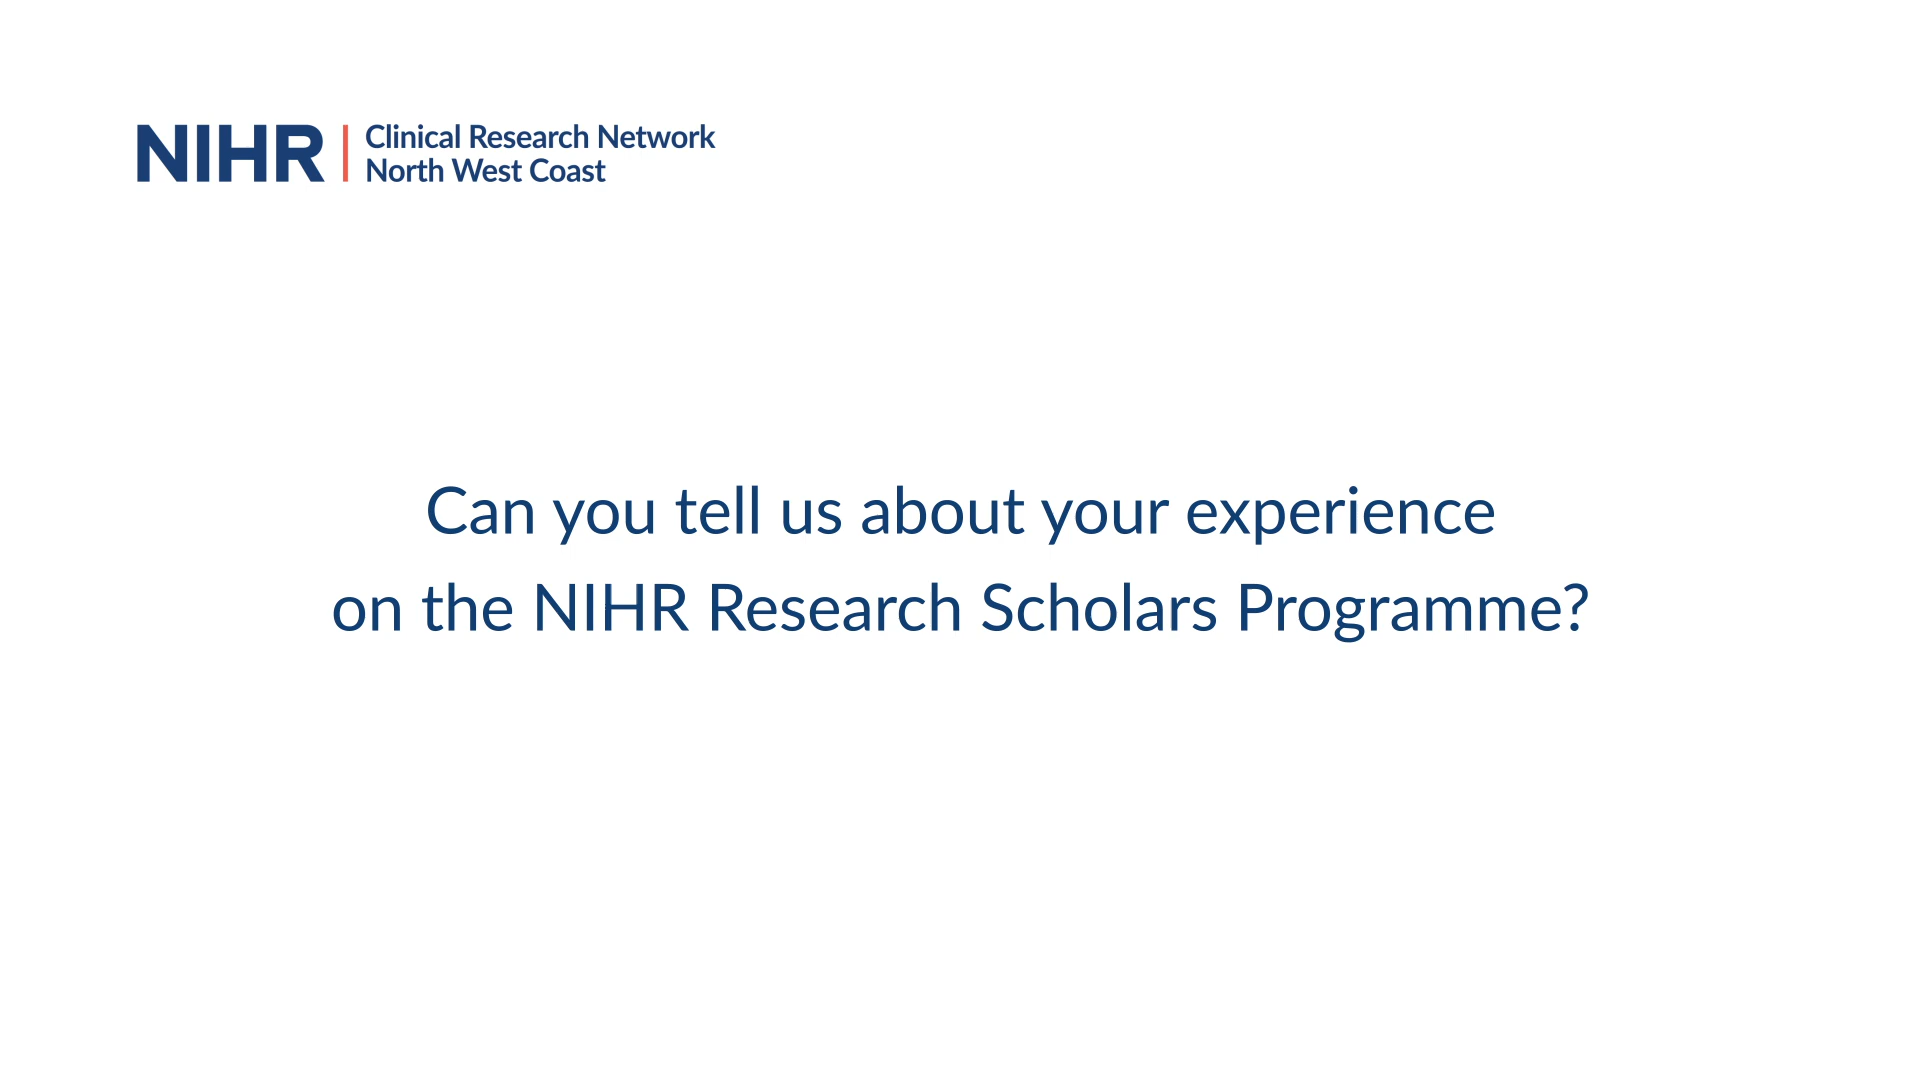 NIHR | Clinical Research Network
North West Coast
Can you tell us about your experience
on the NIHR Research Scholars Programme?